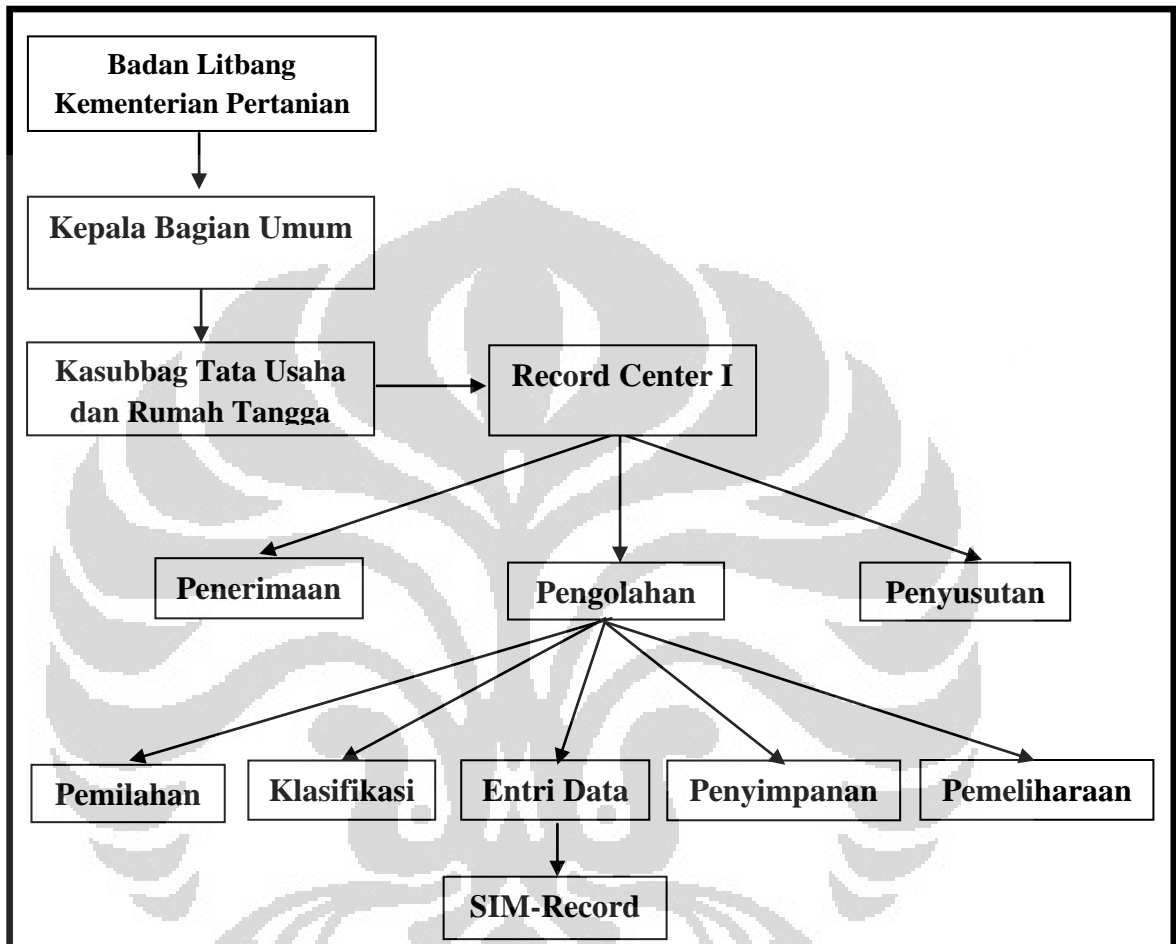 Badan Litbang
Kementerian Pertanian
Kepala Bagian Umum
Kasubbag Tata Usaha
dan Rumah Tangga
Record Center I
Penerimaan
Pengolahan
Penyusutan
Pemilahan
Klasifikasi
Entri Data
Penyimpanan
Pemeliharaan
SIM-Record